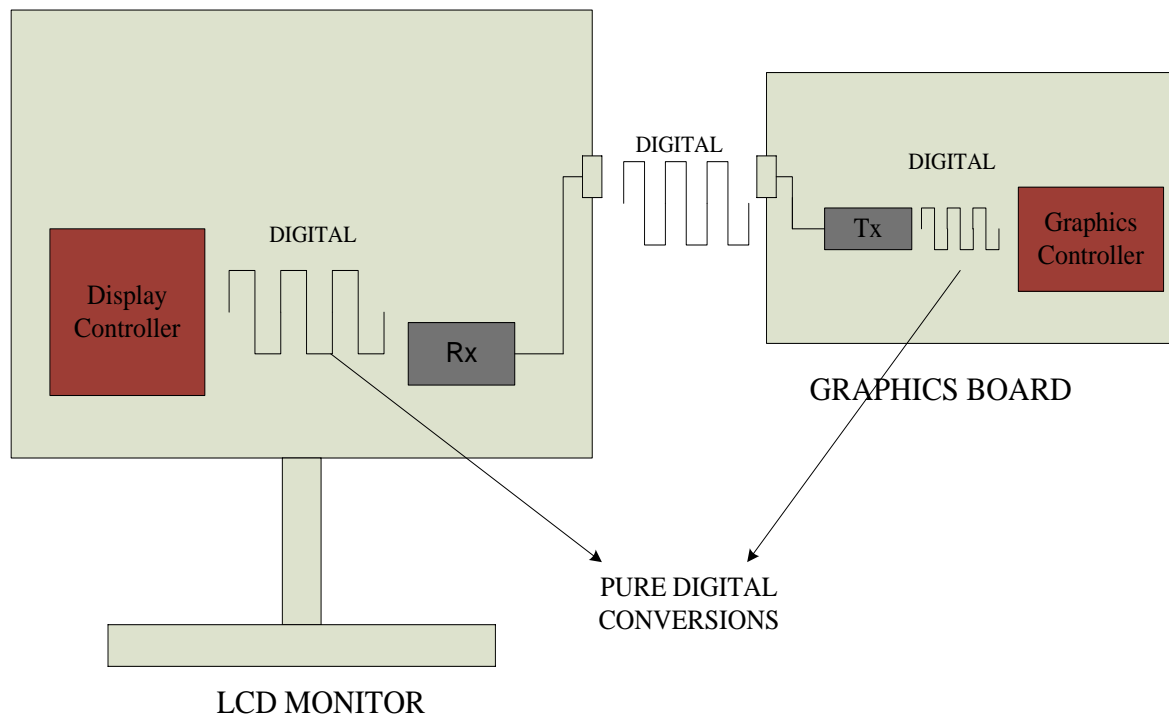 DIGITAL
DIGITAL
DIGITAL
Tx
Graphics
Controller
Display
Controller
Rx
GRAPHICS BOARD
PURE DIGITAL
CONVERSIONS
LCD MONITOR